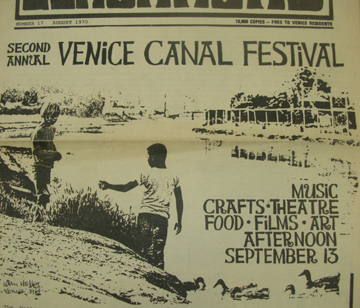 NUMBER 17 AUGUST 1970
10,000 COPIES – FREE TO VENICE RESIDENTS
SECOND ANNUAL VENICE CANAL FESTIVAL
MUSIC
CRAFTS • THEATRE
FOOD • FILMS • ART
AFTERNOON
SEPTEMBER 13